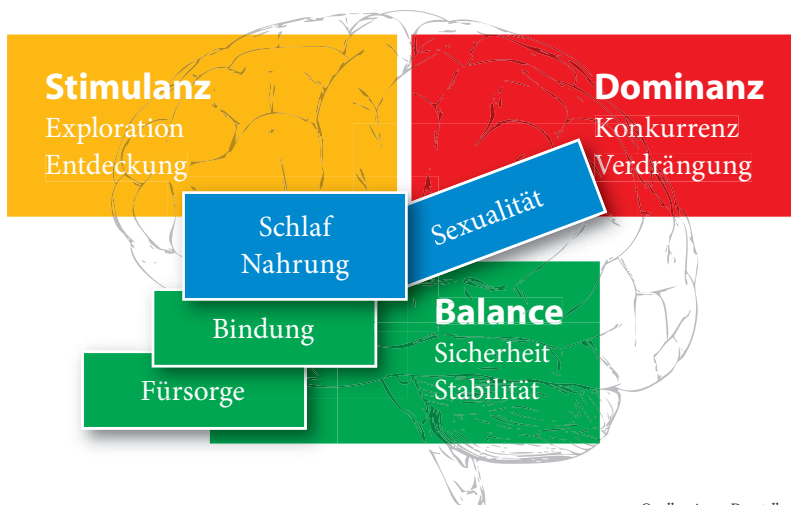 Stimulanz
Exploration
Entdeckung
Dominanz
Konkurrenz
Verdrängung
Schlaf
Nahrung
Sexualität
Bindung
Fürsorge
Balance
Sicherheit
Stabilität